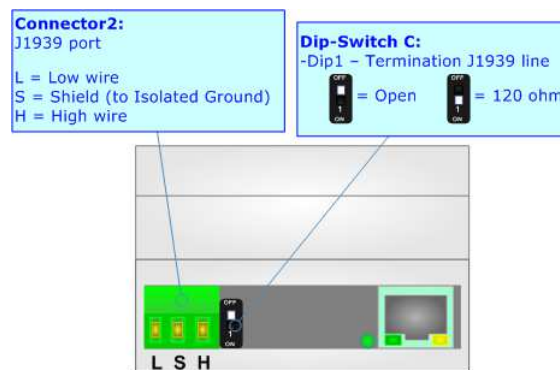 Connector2:
J1939 port
L = Low wire
S = Shield (to Isolated Ground)
H = High wire
Dip-Switch C:
-Dip1 – Termination J1939 line
OFF
1
ON
= Open
OFF
1
ON
= 120 ohm
OFF
1
ON
L S H